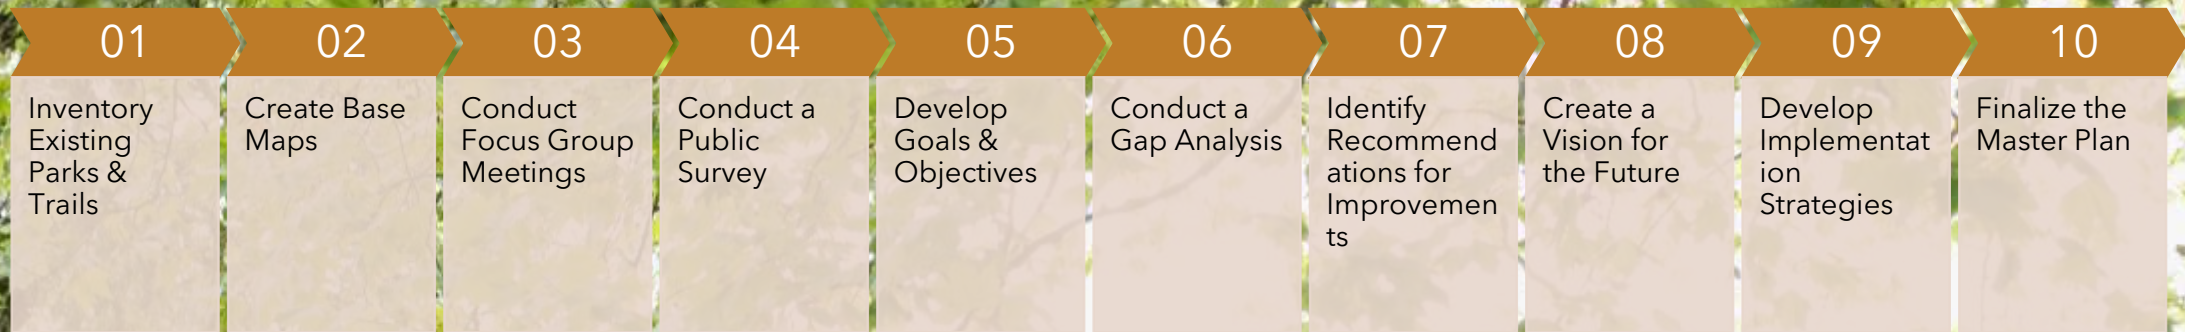 01
Inventory
Existing
Parks &
Trails
02
Create Base
Maps
03
Conduct
Focus Group
Meetings
04
Conduct a
Public
Survey
05
Develop
Goals &
Objectives
06
Conduct a
Gap Analysis
07
Identify
Recommend
ations for
Improvemen
ts
08
Create a
Vision for
the Future
09
Develop
Implementat
ion
Strategies
10
Finalize the
Master Plan